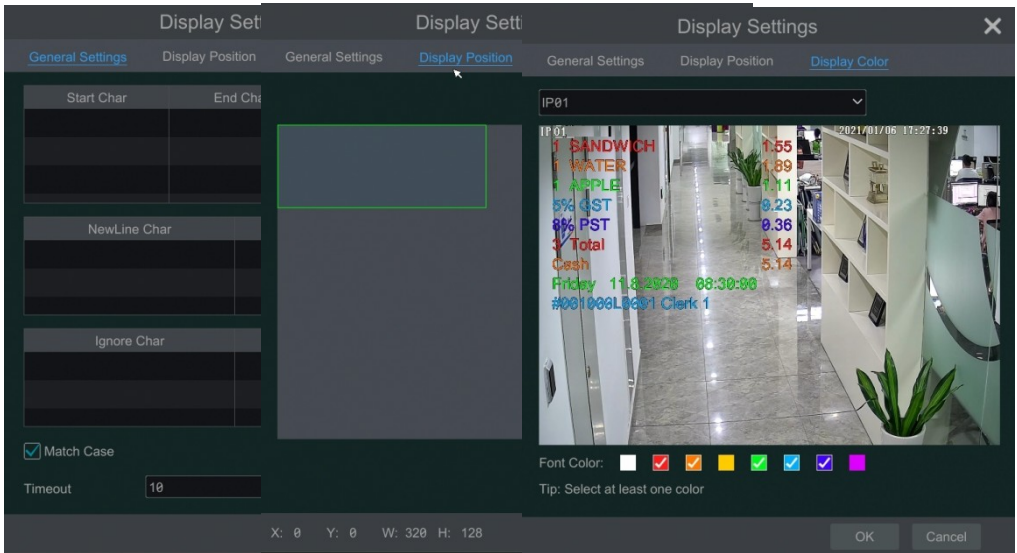 Display Set
General Settings
Display Position
Start Char
End Cha
NewLine Char
Ignore Char
Match Case
Timeout
10
Display Setti
General Settings
Display Position
X: 0 Y: 0 W: 320 H: 128
Display Settings
General Settings
Display Position
Display Color
IP01
IP01
2021/01/06 17:27:39
1 SANDWICH 1.55
1 WATER 1.89
1 APPLE 1.11
5% GST 0.23
8% PST 0.36
3 Total 5.14
Cash 5.14
Friday 11.8.2020 08:30:00
Clerk 1
Font Color:
Tip: Select at least one color
OK
Cancel